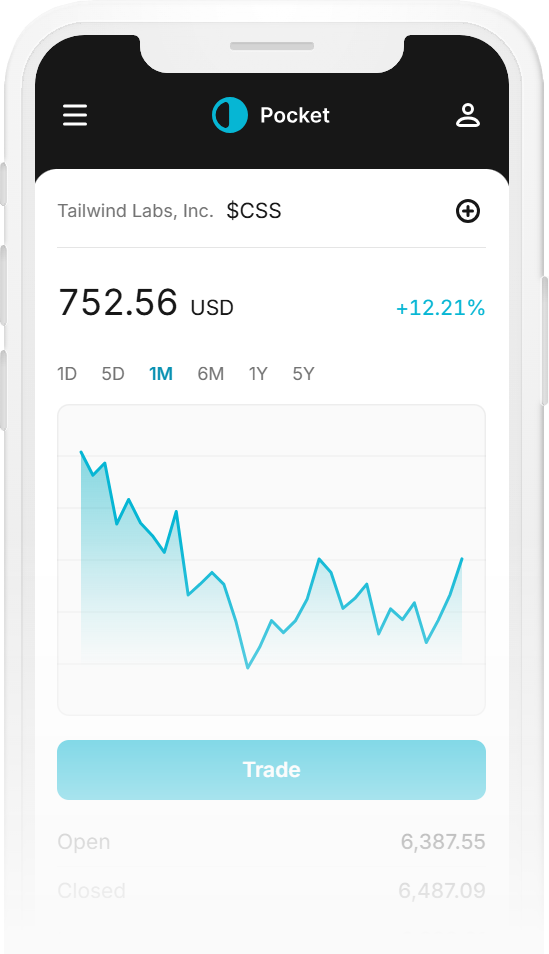 Pocket
Tailwind Labs, Inc. $CSS
752.56 USD +12.21%
1D 5D 1M 6M 1Y 5Y
Trade
Open 6,387.55
Closed 6,487.09